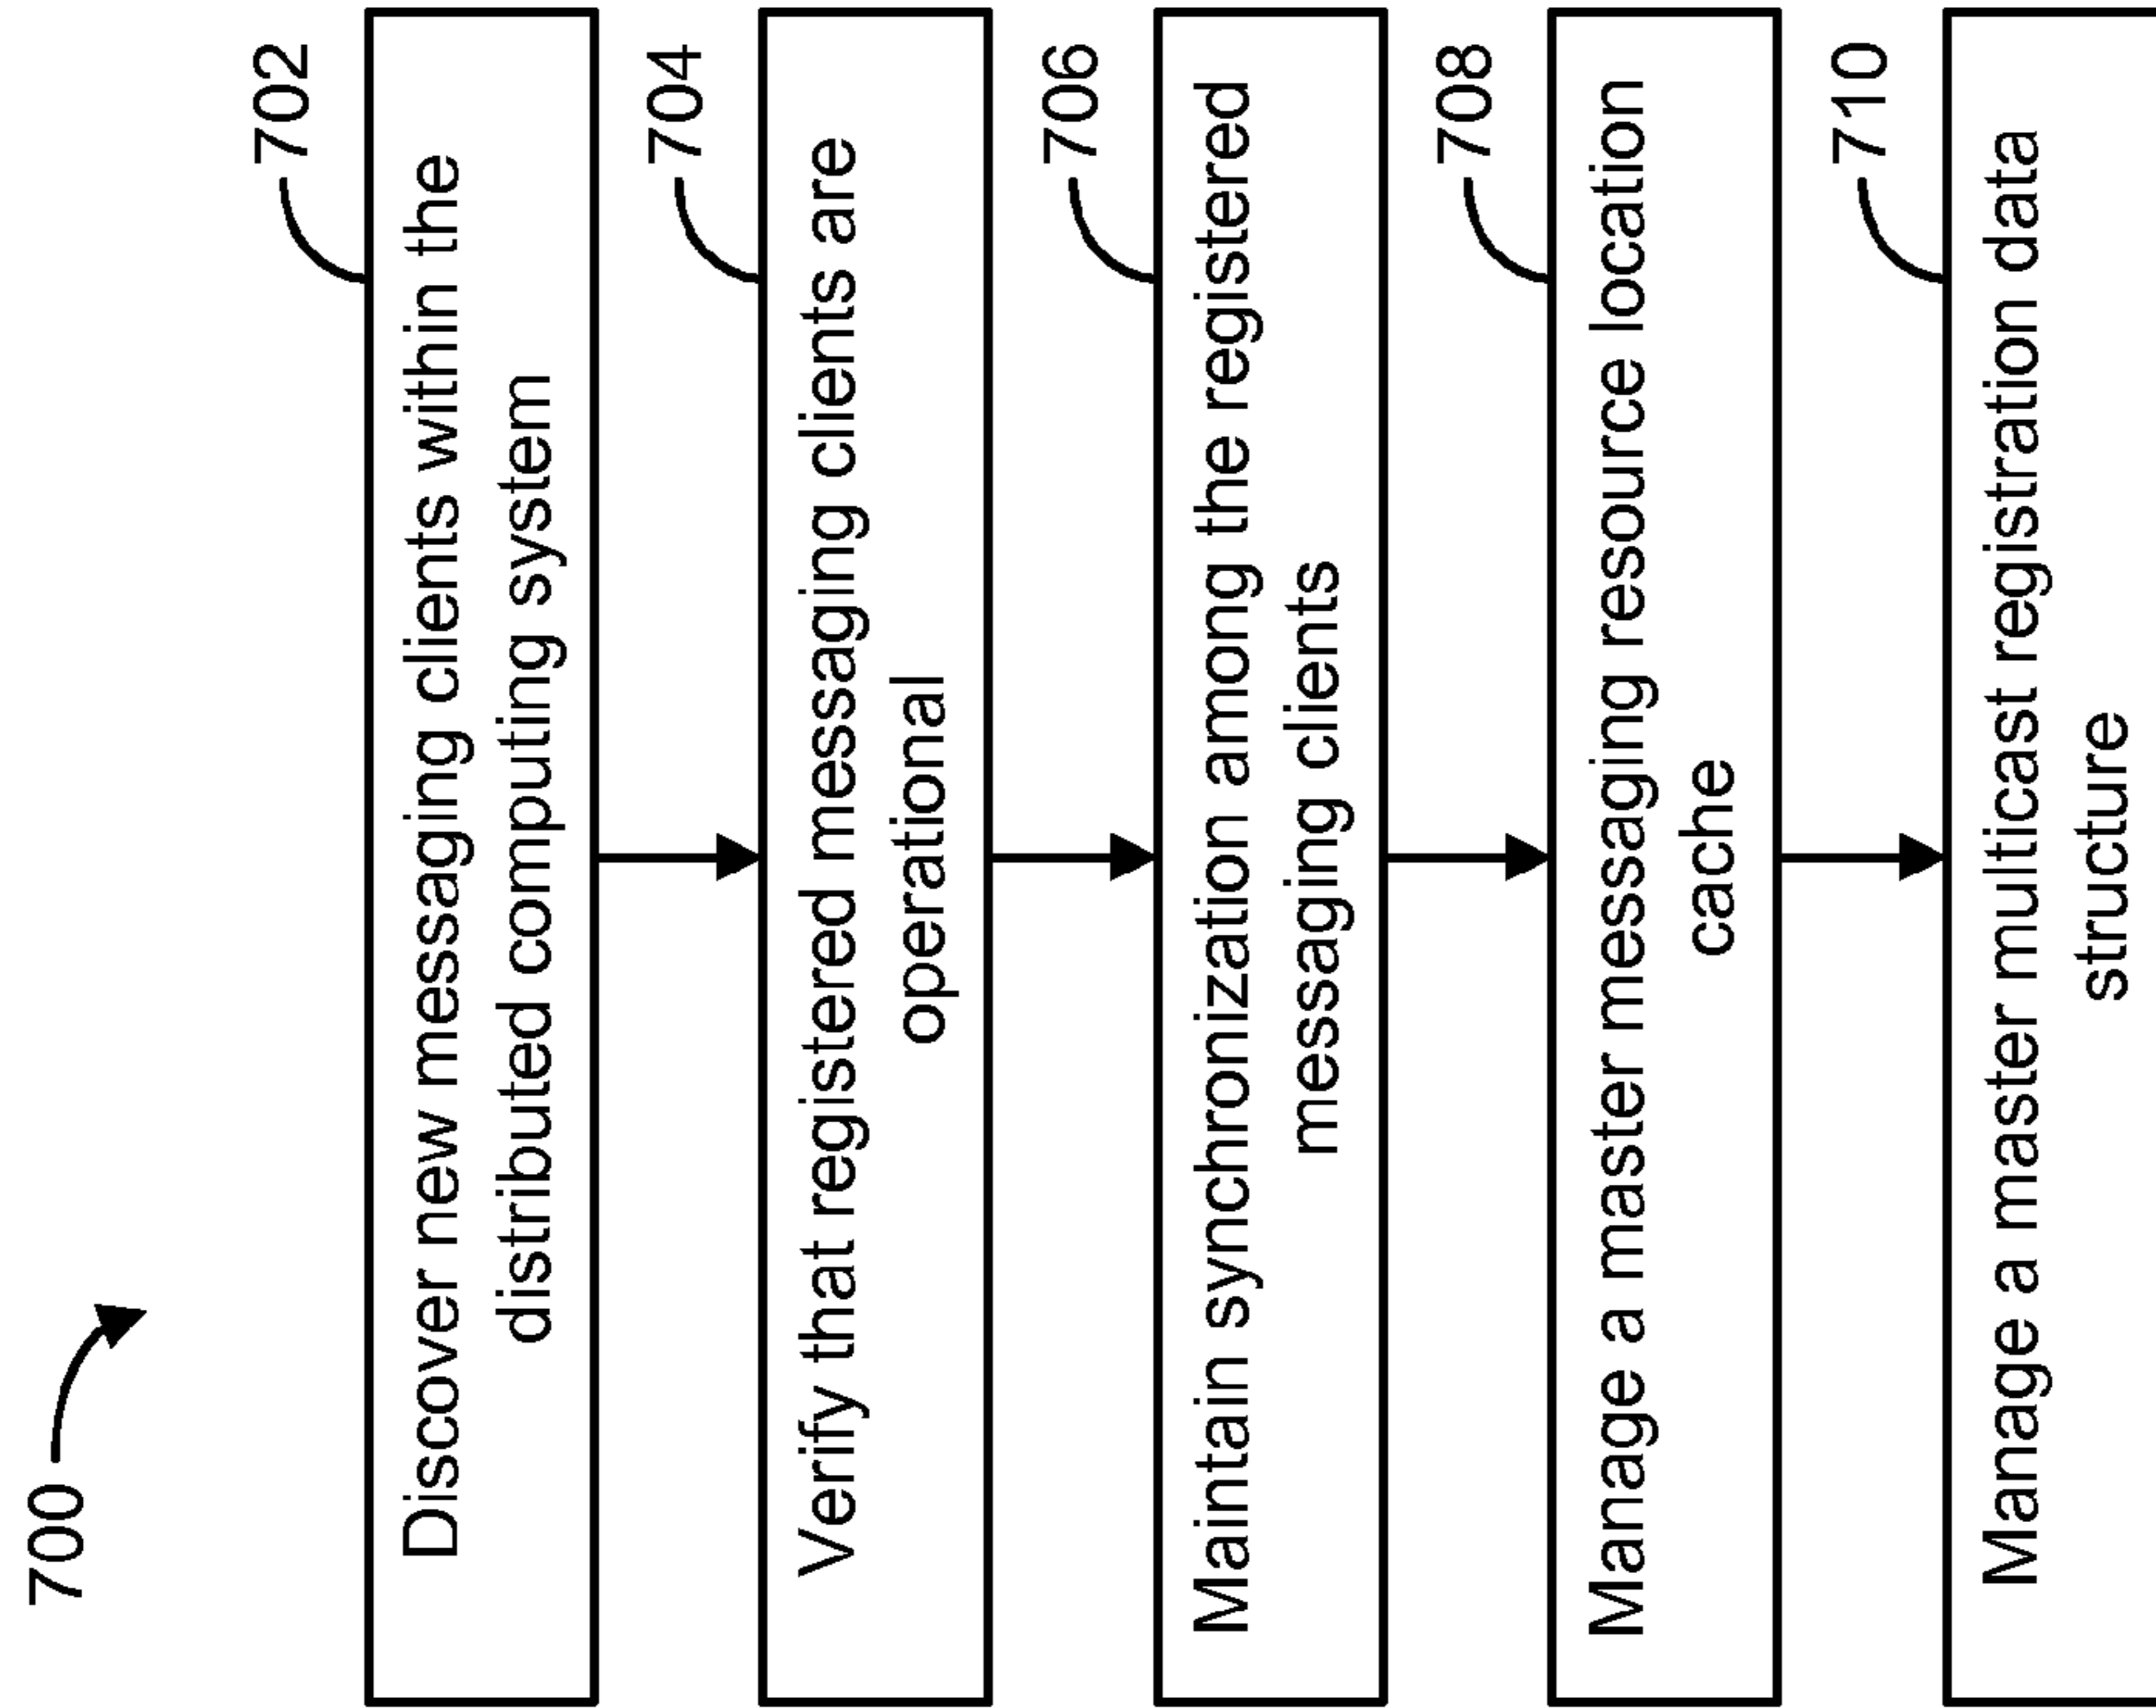 700
702
Discover new messaging clients within the
distributed computing system
704
Verify that registered messaging clients are
operational
706
Maintain synchronization among the registered
messaging clients
708
Manage a master messaging resource location
cache
710
Manage a master multicast registration data
structure